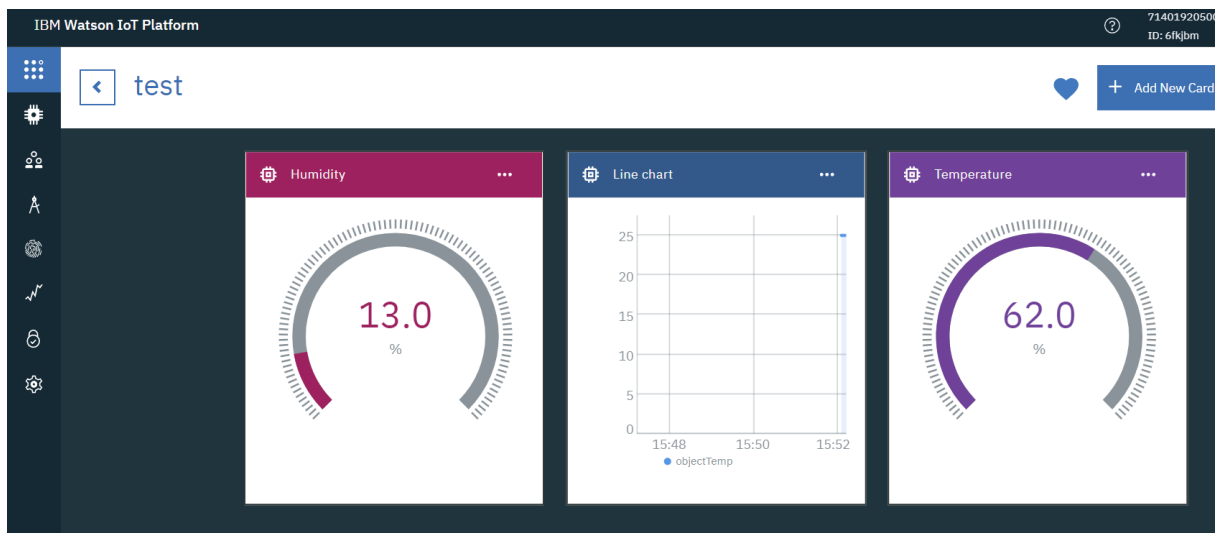 IBM Watson IoT Platform
7140192050
ID: 6fkjbm
test
+ Add New Card
Humidity
Line chart
Temperature
13.0
%
25
20
15
10
5
0
15:48 15:50 15:52
objectTemp
62.0
%